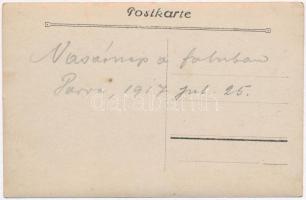 Postkarte
Vasárnap a faluban
Parva, 1917 jul. 25.